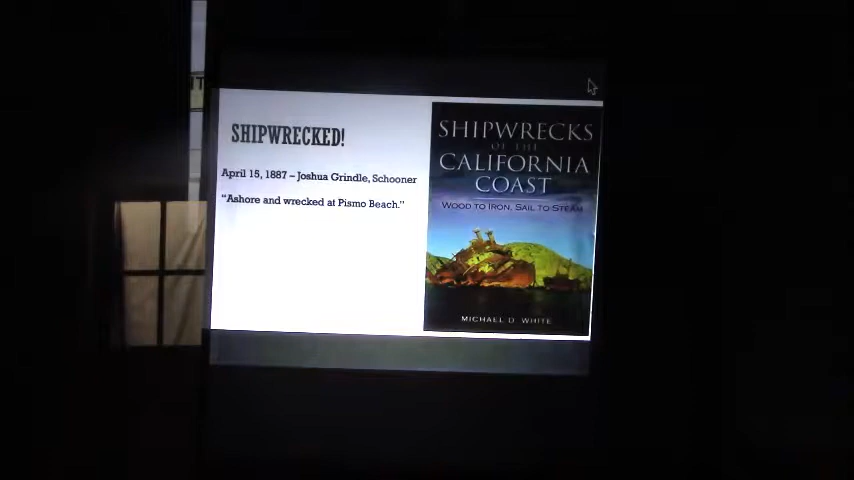 SHIPWRECKED!
April 15, 1887 – Joshua Grindle, Schooner
"Ashore and wrecked at Pismo Beach."
SHIPWRECKS
OF THE
CALIFORNIA
COAST
WOOD TO IRON, SAIL TO STEAM
MICHAEL D. WHITE